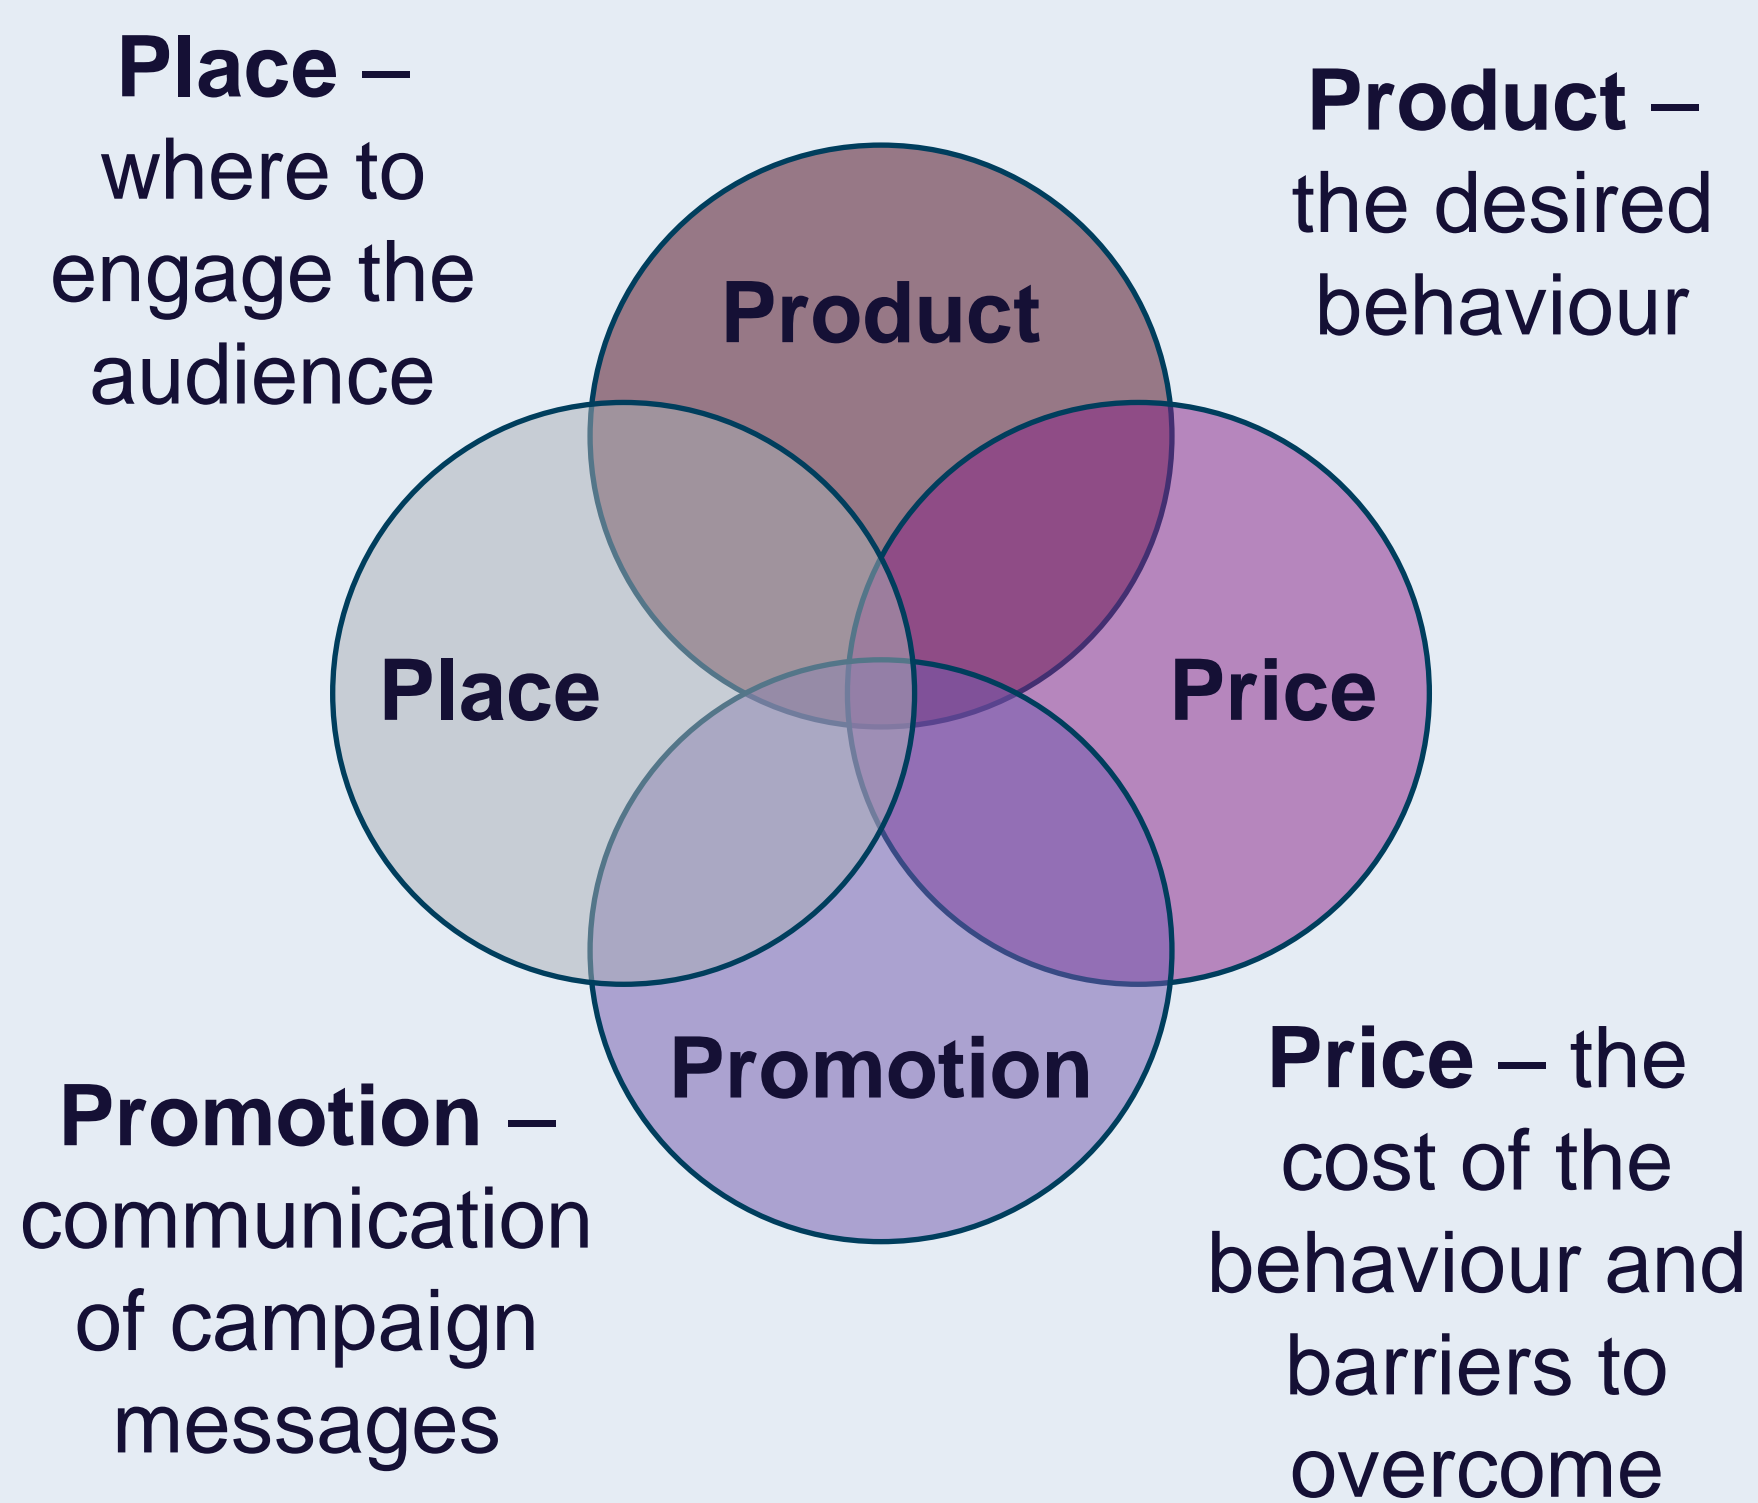 Place –
where to
engage the
audience
Product –
the desired
behaviour
Product
Place
Price
Promotion
Promotion –
communication
of campaign
messages
Price – the
cost of the
behaviour and
barriers to
overcome